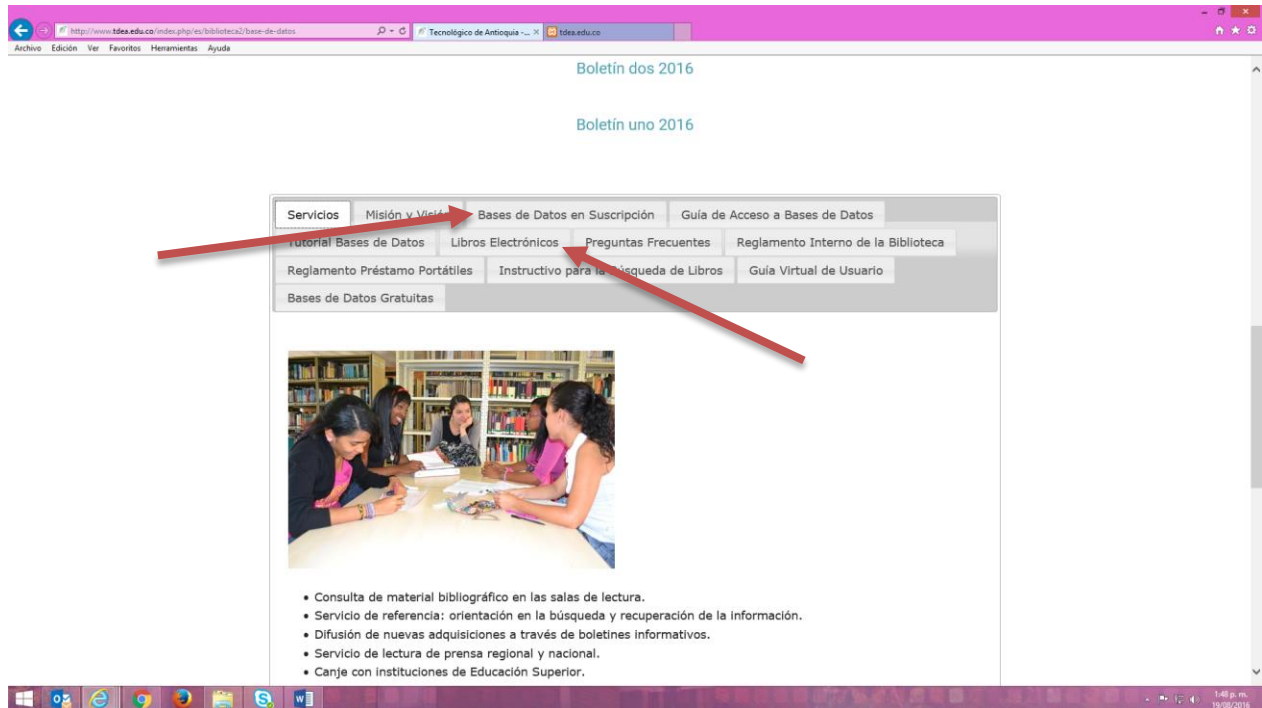 http://www.tdea.edu.co/index.php/es/biblioteca2/base-de-datos
Tecnológico de Antioquia -...
tdea.edu.co
Archivo Edición Ver Favoritos Herramientas Ayuda
Boletín dos 2016
Boletín uno 2016
Servicios Misión y Visión Bases de Datos en Suscripción Guía de Acceso a Bases de Datos
Tutorial Bases de Datos Libros Electrónicos Preguntas Frecuentes Reglamento Interno de la Biblioteca
Reglamento Préstamo Portátiles Instructivo para la Búsqueda de Libros Guía Virtual de Usuario
Bases de Datos Gratuitas
• Consulta de material bibliográfico en las salas de lectura.
• Servicio de referencia: orientación en la búsqueda y recuperación de la información.
• Difusión de nuevas adquisiciones a través de boletines informativos.
• Servicio de lectura de prensa regional y nacional.
• Canje con instituciones de Educación Superior.
1:48 p. m.
19/08/2016